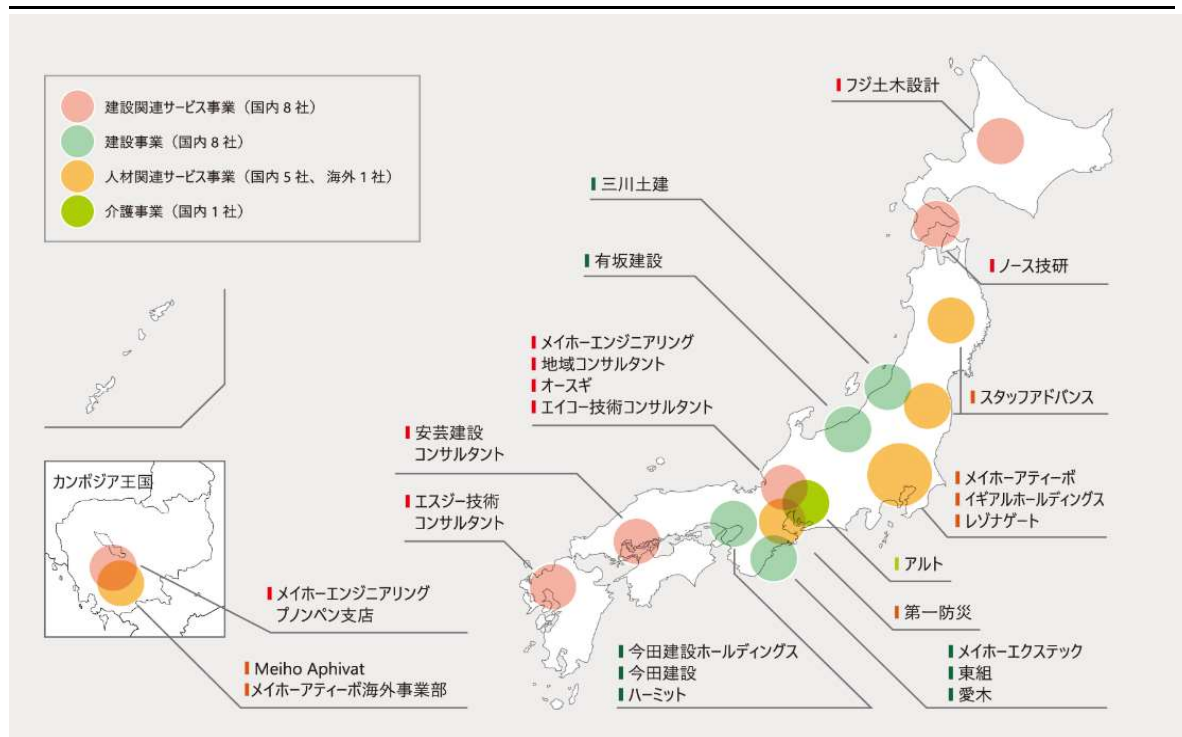 建設関連サービス事業（国内 8 社）
建設事業（国内 8 社）
人材関連サービス事業（国内 5 社、 海外 1 社）
介護事業（国内 1 社）
フジ土木設計
三川土建
有坂建設
ノース技研
メイホーエンジニアリング
地域コンサルタント
オースギ
エイコー技術コンサルタント
スタッフアドバンス
安芸建設
コンサルタント
カンボジア王国
エスジー技術
コンサルタント
メイホーアティーボ
イギアルホールディングス
レゾナゲート
アルト
メイホーエンジニアリング
プノンペン支店
第一防災
Meiho Aphivat
メイホーアティーボ海外事業部
今田建設ホールディングス
今田建設
ハーミット
メイホーエクステック
東組
愛木